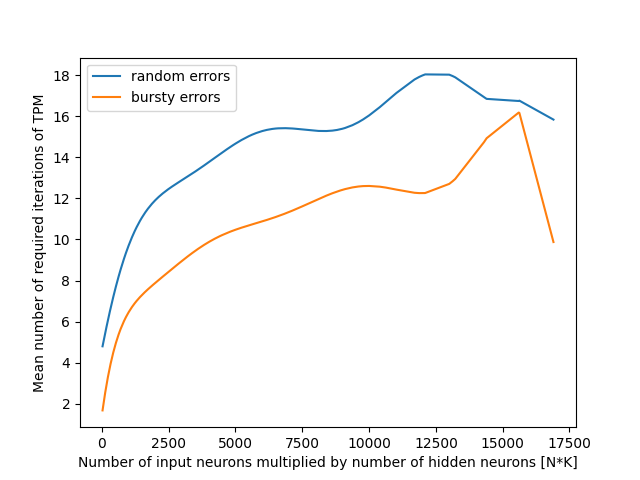 random errors
bursty errors
18
16
14
12
10
8
6
4
2
Mean number of required iterations of TPM
0 2500 5000 7500 10000 12500 15000 17500
Number of input neurons multiplied by number of hidden neurons [N*K]